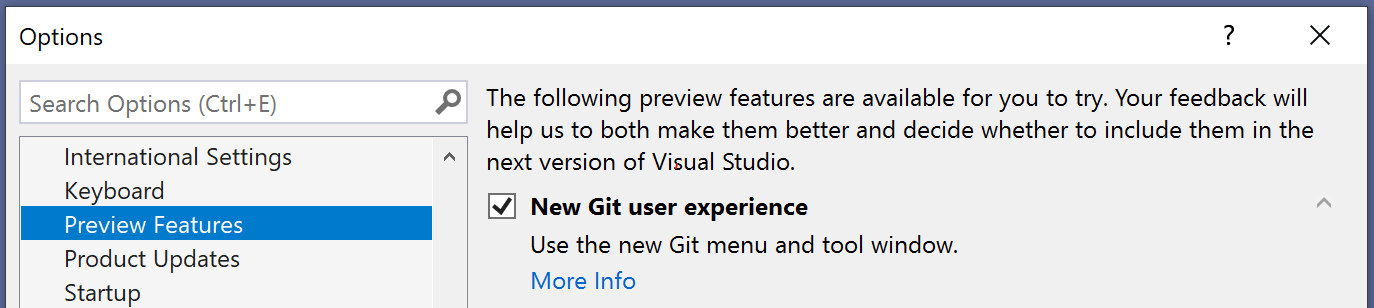 Options
?
Search Options (Ctrl+E)
International Settings
Keyboard
Preview Features
Product Updates
Startup
The following preview features are available for you to try. Your feedback will
help us to both make them better and decide whether to include them in the
next version of Visual Studio.
New Git user experience
Use the new Git menu and tool window.
More Info